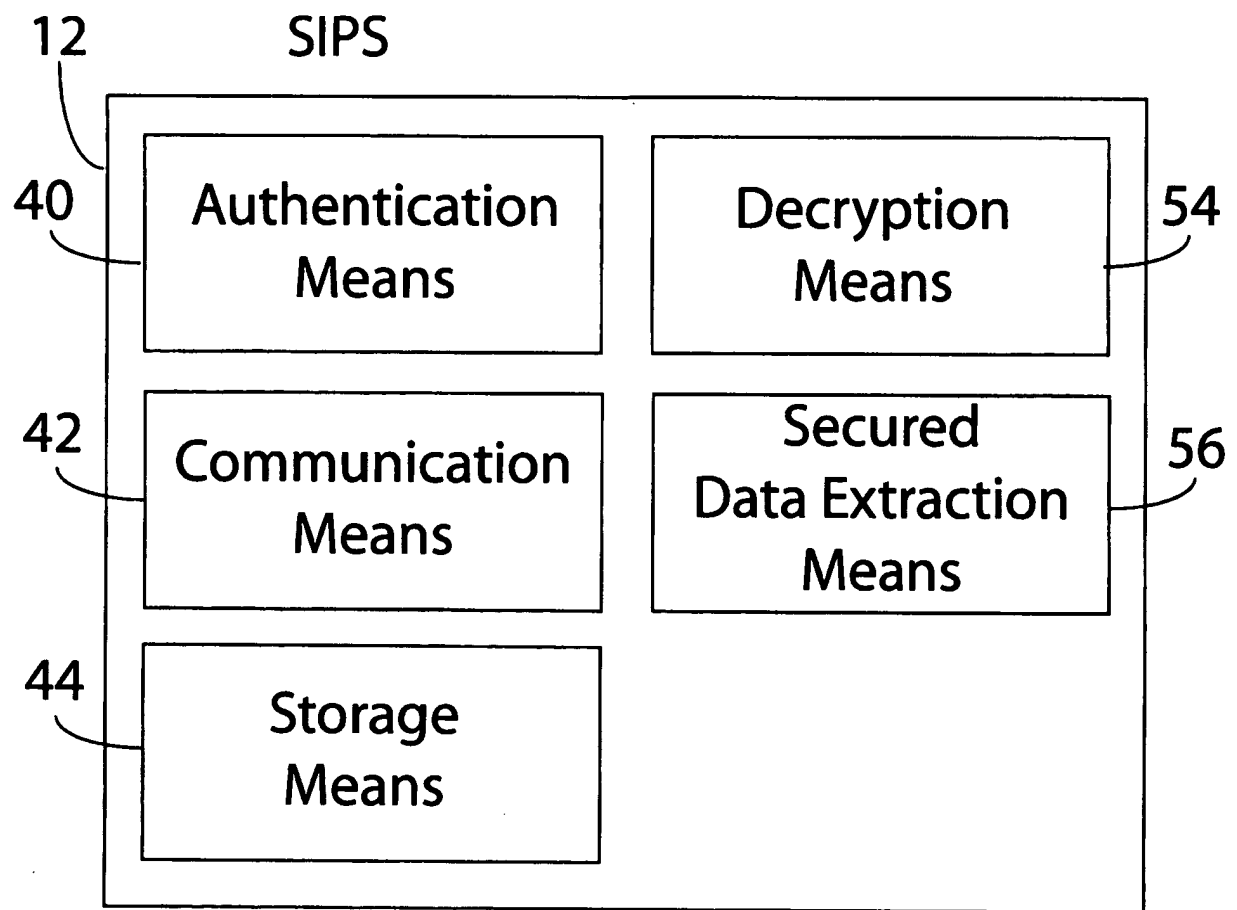 12
SIPS
40
Authentication
Means
Decryption
Means
54
42
Communication
Means
Secured
Data Extraction
Means
56
44
Storage
Means